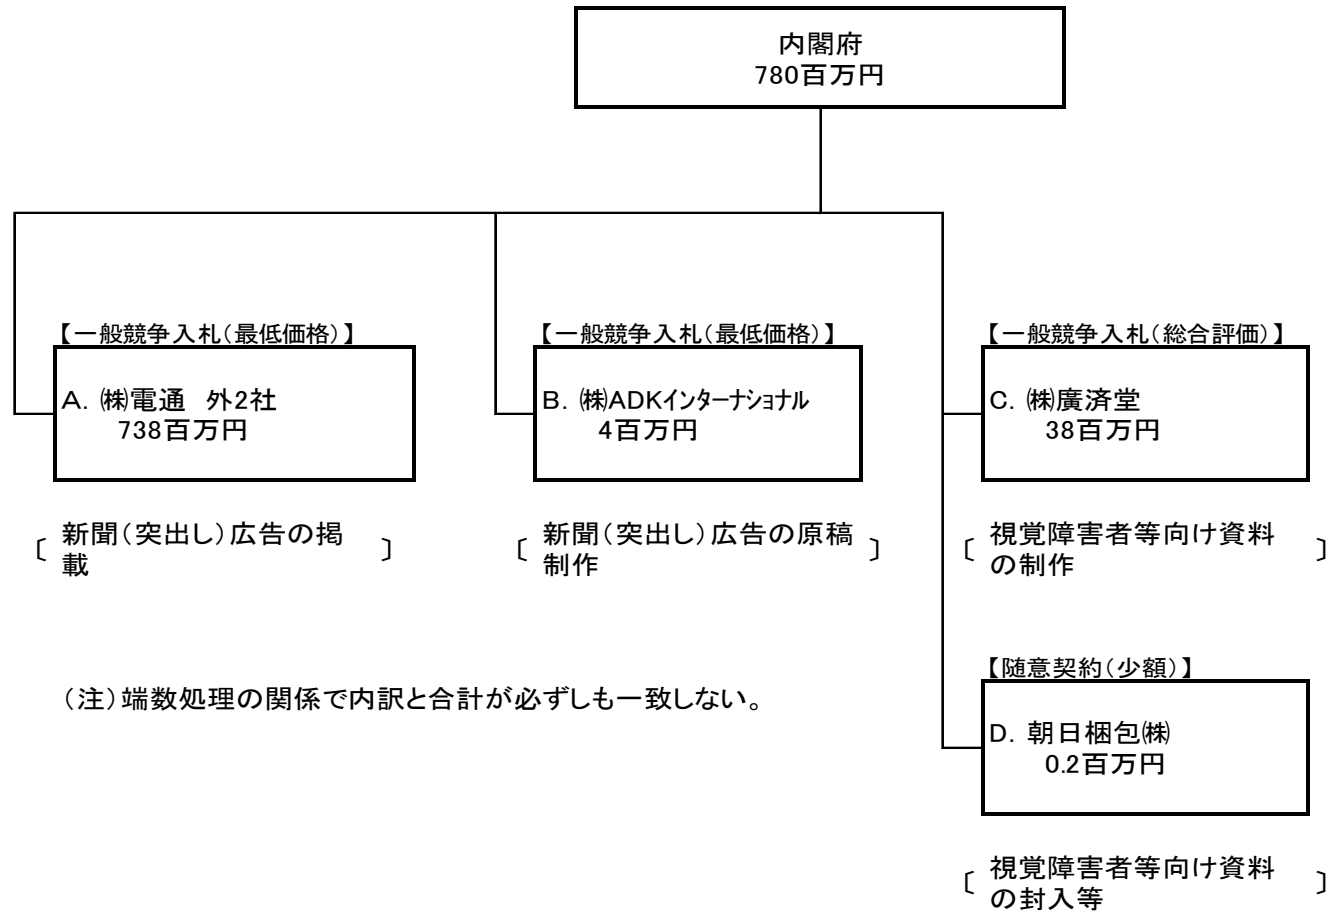 内閣府
780百万円
【一般競争入札（最低価格）】
A. ㈱電通　外2社
738百万円
〔 新聞（突出し）広告の掲 〕
載
【一般競争入札（最低価格）】
B. ㈱ADKインターナショナル
4百万円
〔 新聞（突出し）広告の原稿 〕
制作
【一般競争入札（総合評価）】
C. ㈱廣済堂
38百万円
〔 視覚障害者等向け資料 〕
の制作
（注）端数処理の関係で内訳と合計が必ずしも一致しない。
【随意契約（少額）】
D. 朝日梱包㈱
0.2百万円
〔 視覚障害者等向け資料 〕
の封入等